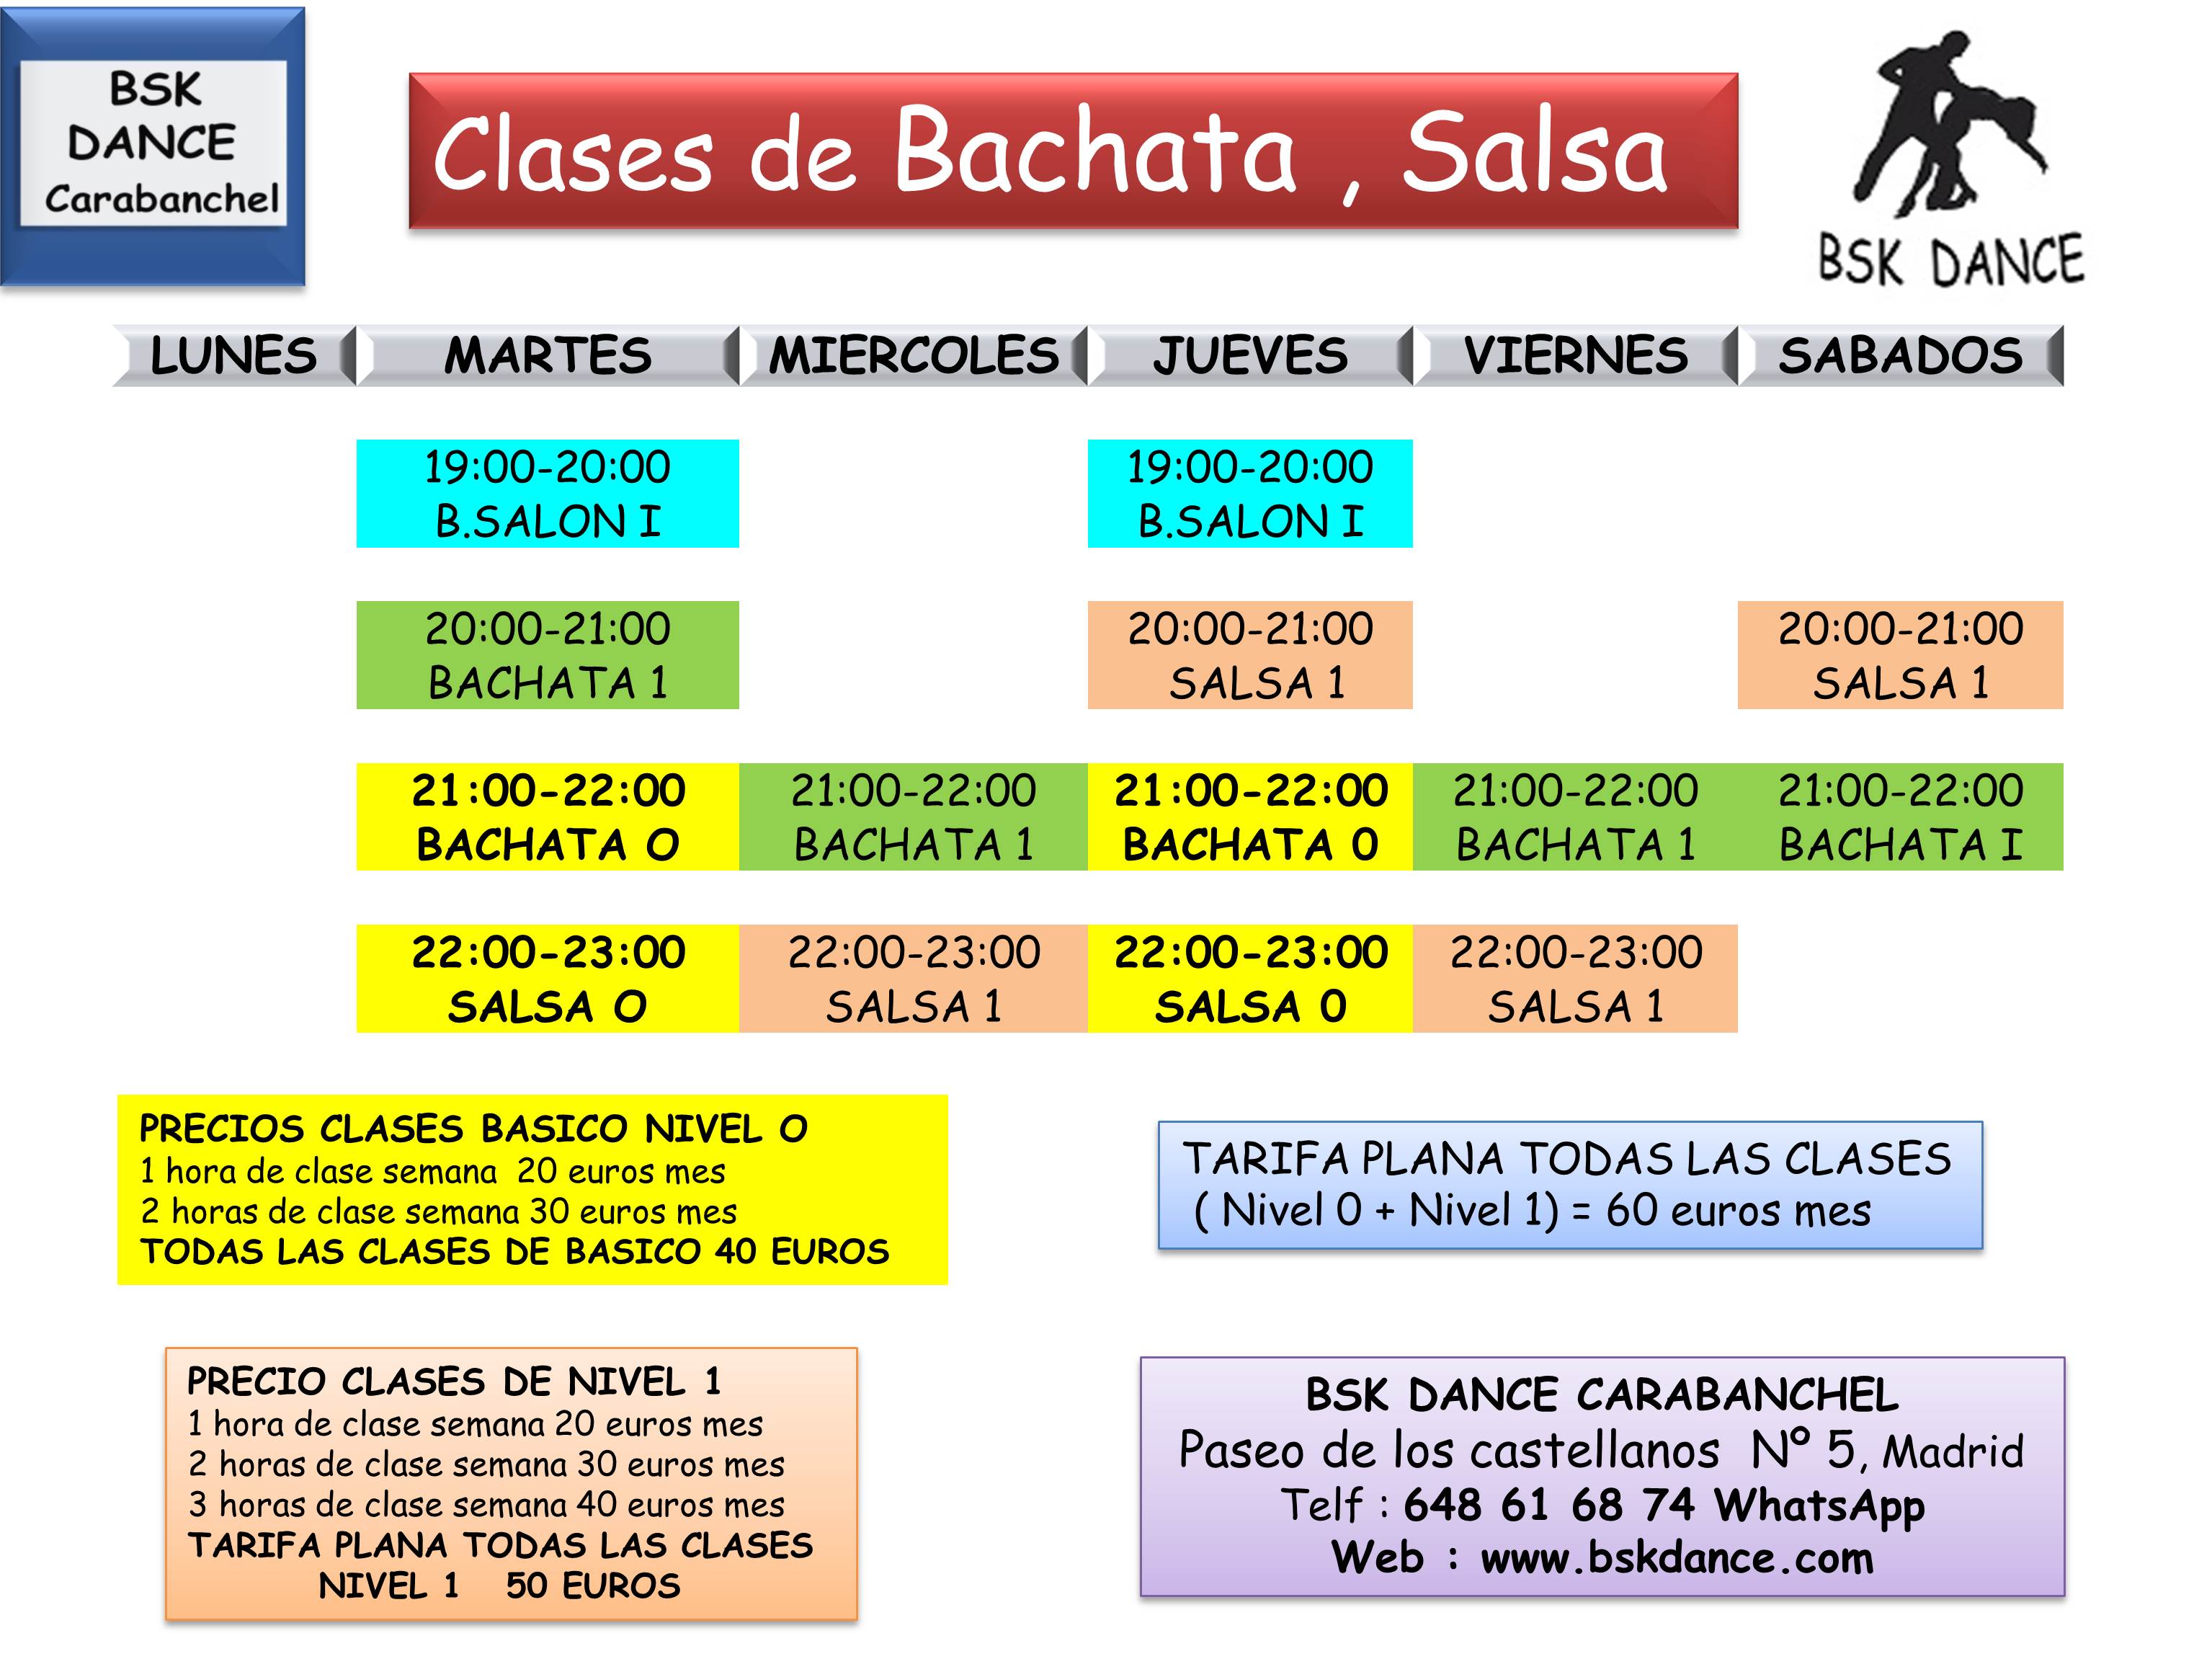 BSK
DANCE
Carabanchel
Clases de Bachata , Salsa
BSK DANCE
LUNES MARTES MIERCOLES JUEVES VIERNES SABADOS
19:00-20:00 19:00-20:00
B.SALON I B.SALON I
20:00-21:00 20:00-21:00 20:00-21:00
BACHATA 1 SALSA 1 SALSA 1
21:00-22:00 21:00-22:00 21:00-22:00 21:00-22:00 21:00-22:00
BACHATA O BACHATA 1 BACHATA 0 BACHATA 1 BACHATA I
22:00-23:00 22:00-23:00 22:00-23:00 22:00-23:00
SALSA O SALSA 1 SALSA 0 SALSA 1
PRECIOS CLASES BASICO NIVEL O
1 hora de clase semana 20 euros mes
2 horas de clase semana 30 euros mes
TODAS LAS CLASES DE BASICO 40 EUROS
TARIFA PLANA TODAS LAS CLASES
( Nivel 0 + Nivel 1) = 60 euros mes
PRECIO CLASES DE NIVEL 1
1 hora de clase semana 20 euros mes
2 horas de clase semana 30 euros mes
3 horas de clase semana 40 euros mes
TARIFA PLANA TODAS LAS CLASES
NIVEL 1 50 EUROS
BSK DANCE CARABANCHEL
Paseo de los castellanos Nº 5, Madrid
Telf : 648 61 68 74 WhatsApp
Web : www.bskdance.com